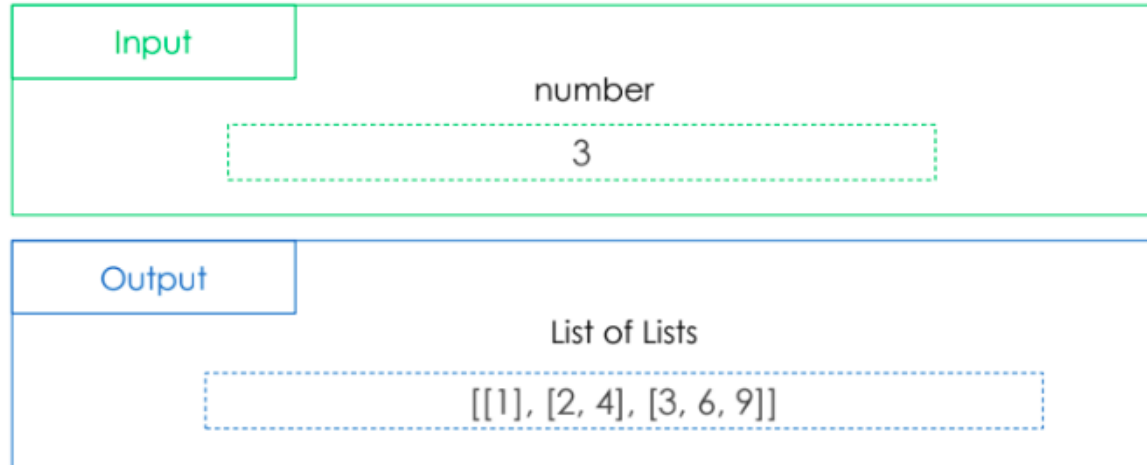 Input
number
3
Output
List of Lists
[[1], [2, 4], [3, 6, 9]]